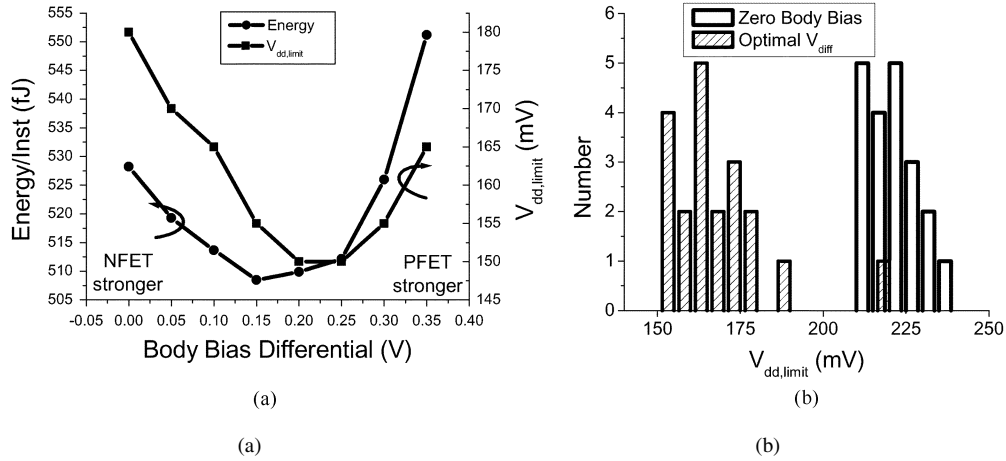 Energy
V_dd,limit
Energy/Inst (fJ)
555
550
545
540
535
530
525
520
515
510
505
NFET
stronger
PFET
stronger
180
175
170
165
160
155
150
145
V_dd,limit (mV)
-0.05 0.00 0.05 0.10 0.15 0.20 0.25 0.30 0.35 0.40
Body Bias Differential (V)
(a)
(a)
Zero Body Bias
Optimal V_diff
Number
6
5
4
3
2
1
0
150 175 200 225 250
V_dd,limit (mV)
(b)
(b)